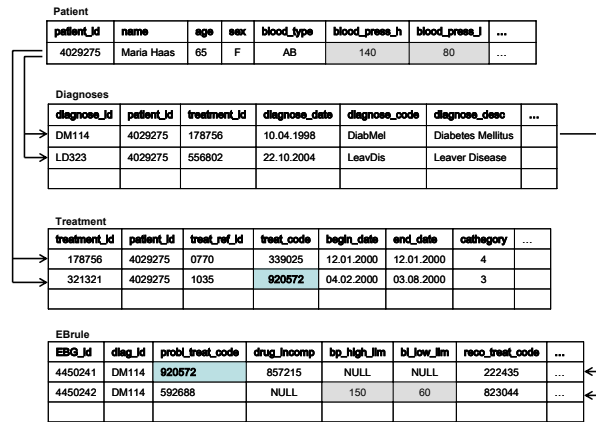 Patient
patient_id name age sex blood_type blood_press_h blood_press_l ...
4029275 Maria Haas 65 F AB 140 80 ...
Diagnoses
diagnose_id patient_id treatment_id diagnose_date diagnose_code diagnose_desc ...
DM114 4029275 178756 10.04.1998 DiabMel Diabetes Mellitus
LD323 4029275 556802 22.10.2004 LeavDis Leaver Disease
Treatment
treatment_id patient_id treat_ref_id treat_code begin_date end_date cathegory ...
178756 4029275 0770 339025 12.01.2000 12.01.2000 4
321321 4029275 1035 920572 04.02.2000 03.08.2000 3
EBrule
EBG_id diag_id probl_treat_code drug_incomp bp_high_lim bl_low_lim reco_treat_code ...
4450241 DM114 920572 857215 NULL NULL 222435 ...
4450242 DM114 592688 NULL 150 60 823044 ...